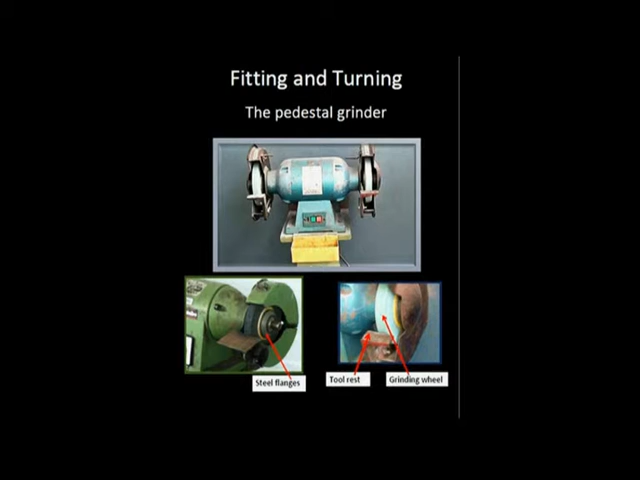 Fitting and Turning
The pedestal grinder
Steel flanges
Tool rest
Grinding wheel